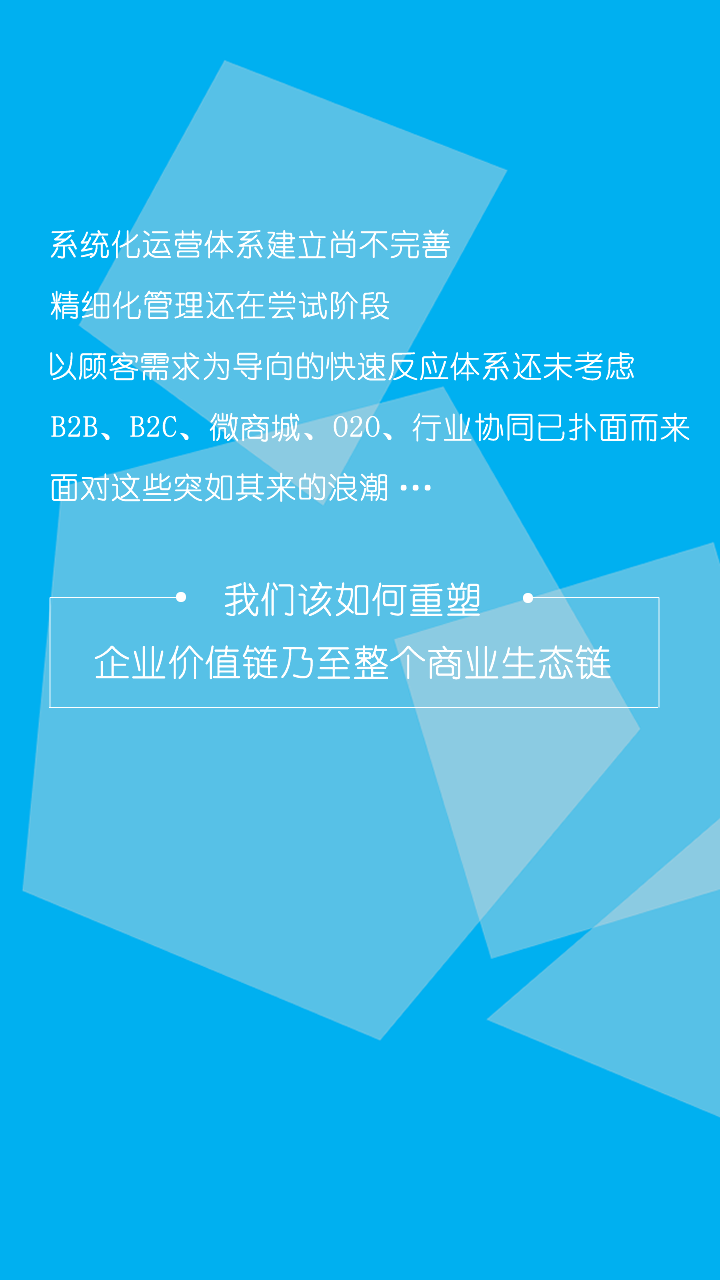 系统化运营体系建立尚不完善
精细化管理还在尝试阶段
以顾客需求为导向的快速反应体系还未考虑
B2B、B2C、微商城、O2O、行业协同已扑面而来
面对这些突如其来的浪潮 •••
我们该如何重塑
企业价值链乃至整个商业生态链